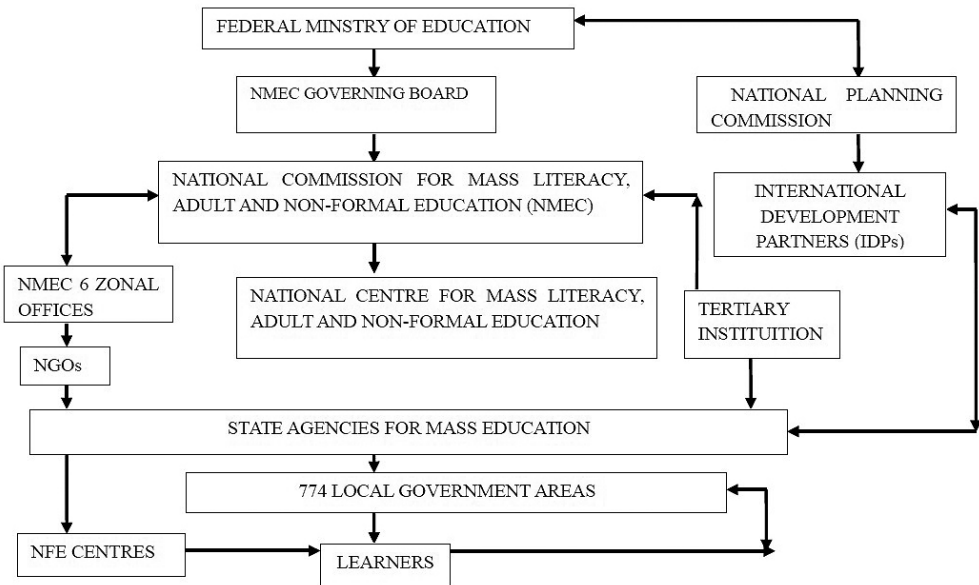 FEDERAL MINSTRY OF EDUCATION
NMEC GOVERNING BOARD
NATIONAL PLANNING
COMMISSION
NATIONAL COMMISSION FOR MASS LITERACY,
ADULT AND NON-FORMAL EDUCATION (NMEC)
INTERNATIONAL
DEVELOPMENT
PARTNERS (IDPs)
NMEC 6 ZONAL
OFFICES
NATIONAL CENTRE FOR MASS LITERACY,
ADULT AND NON-FORMAL EDUCATION
TERTIARY
INSTITUITION
NGOs
STATE AGENCIES FOR MASS EDUCATION
774 LOCAL GOVERNMENT AREAS
NFE CENTRES
LEARNERS